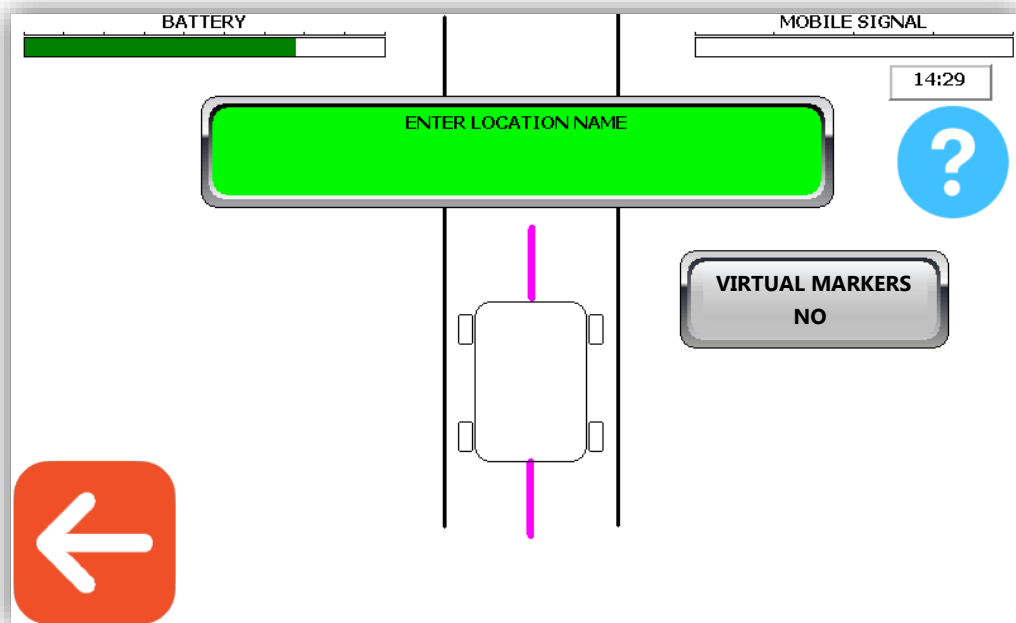 BATTERY
MOBILE SIGNAL
14:29
ENTER LOCATION NAME
?
VIRTUAL MARKERS
NO